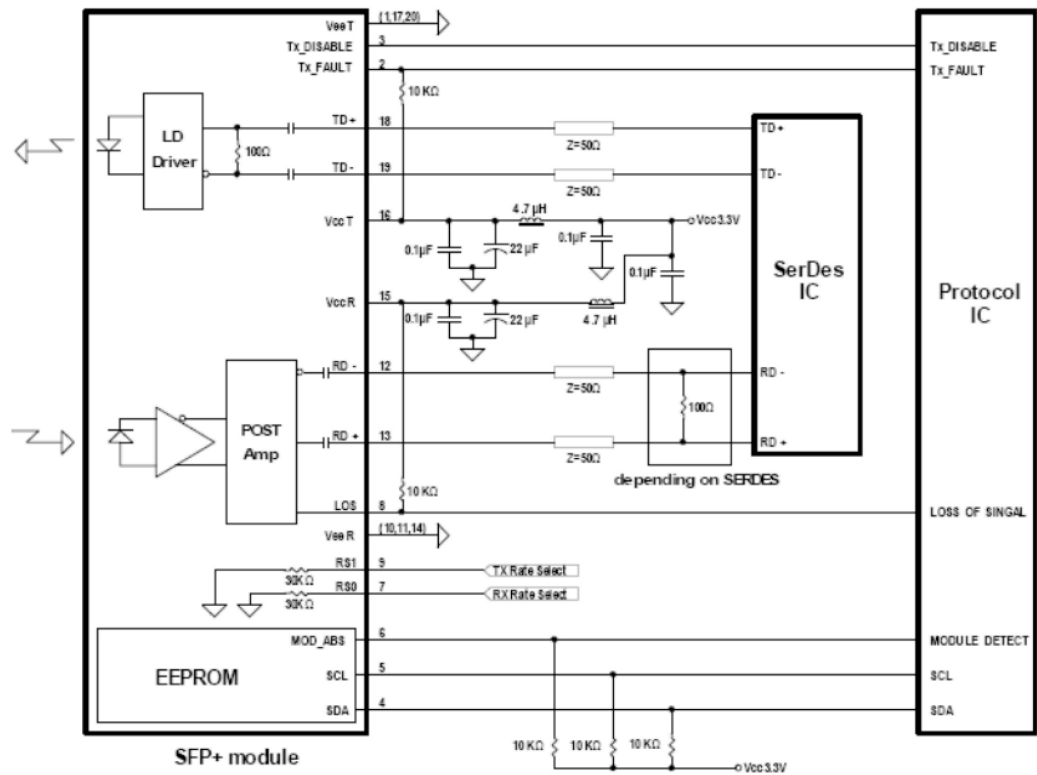 VeeT (1,17,20)
Tx_DISABLE 3 Tx_DISABLE
Tx_FAULT 2 Tx_FAULT
10 KΩ
LD
Driver
100Ω
TD+ 18 Z=50Ω TD+
TD- 19 Z=50Ω TD-
VccT 16 4.7 µH Vcc3.3V
0.1µF 22 µF 0.1µF
0.1µF
SerDes
IC
Protocol
IC
VccR 15
0.1µF 22 µF 4.7 µH
RD - 12 RD -
Z=50Ω
100Ω
POST
Amp
RD + 13 RD +
Z=50Ω
depending on SERDES
10 KΩ
LOS 8 LOSS OF SINGAL
VeeR (10,11,14)
RS1 9 TX Rate Select
30KΩ
RS0 7 RX Rate Select
30KΩ
MOD_ABS 6 MODULE DETECT
EEPROM
SCL 5 SCL
SDA 4 SDA
10 KΩ 10 KΩ 10 KΩ
SFP+ module
Vcc3.3V